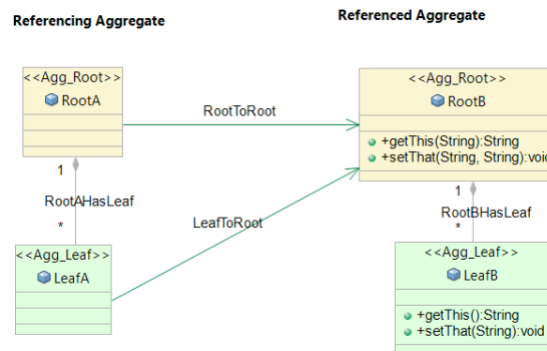 Referencing Aggregate
Referenced Aggregate
<<Agg_Root>>
RootA
<<Agg_Root>>
RootB
+getThis(String):String
+setThat(String, String):void
RootToRoot
1
RootAHasLeaf
*
LeafToRoot
1
RootBHasLeaf
*
<<Agg_Leaf>>
LeafA
<<Agg_Leaf>>
LeafB
+getThis():String
+setThat(String):void